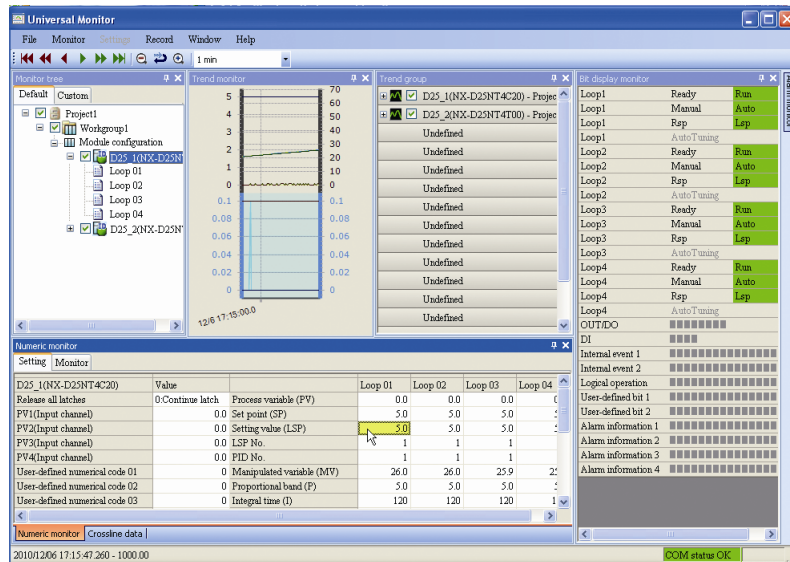 Universal Monitor
File Monitor Settings Record Window Help
1 min
Monitor tree
Default Custom
Project1
Workgroup1
Module configuration
D25_1(NX-D25N
Loop 01
Loop 02
Loop 03
Loop 04
D25_2(NX-D25N
Trend monitor
5 70
60
4 50
3 40
2 30
20
1 10
0 0
0.1 0.1
0.08 0.08
0.06 0.06
0.04 0.04
0.02 0.02
0 0
12/6 17:15:00.0
Trend group
D25_1(NX-D25NT4C20) - Projec
D25_2(NX-D25NT4T00) - Projec
Undefined
Undefined
Undefined
Undefined
Undefined
Undefined
Undefined
Undefined
Undefined
Undefined
Undefined
Bit display monitor
Loop1 Ready Run
Loop1 Manual Auto
Loop1 Rsp Lsp
Loop1 AutoTuning
Loop2 Ready Run
Loop2 Manual Auto
Loop2 Rsp Lsp
Loop2 AutoTuning
Loop3 Ready Run
Loop3 Manual Auto
Loop3 Rsp Lsp
Loop3 AutoTuning
Loop4 Ready Run
Loop4 Manual Auto
Loop4 Rsp Lsp
Loop4 AutoTuning
OUT/DO
DI
Internal event 1
Internal event 2
Logical operation
User-defined bit 1
User-defined bit 2
Alarm information 1
Alarm information 2
Alarm information 3
Alarm information 4
Numeric monitor
Setting Monitor
D25_1(NX-D25NT4C20) Value Loop 01 Loop 02 Loop 03 Loop 04
Release all latches 0:Continue latch Process variable (PV) 0.0 0.0 0.0
PV1(Input channel) 0.0 Set point (SP) 5.0 5.0 5.0
PV2(Input channel) 0.0 Setting value (LSP) 5.0 5.0 5.0
PV3(Input channel) 0.0 LSP No. 1 1 1
PV4(Input channel) 0.0 PID No. 1 1 1
User-defined numerical code 01 0 Manipulated variable (MV) 26.0 26.0 25.9
User-defined numerical code 02 0 Proportional band (P) 5.0 5.0 5.0
User-defined numerical code 03 0 Integral time (I) 120 120 120 1
Numeric monitor Crossline data
2010/12/06 17:15:47.260 - 1000.00 COM status OK